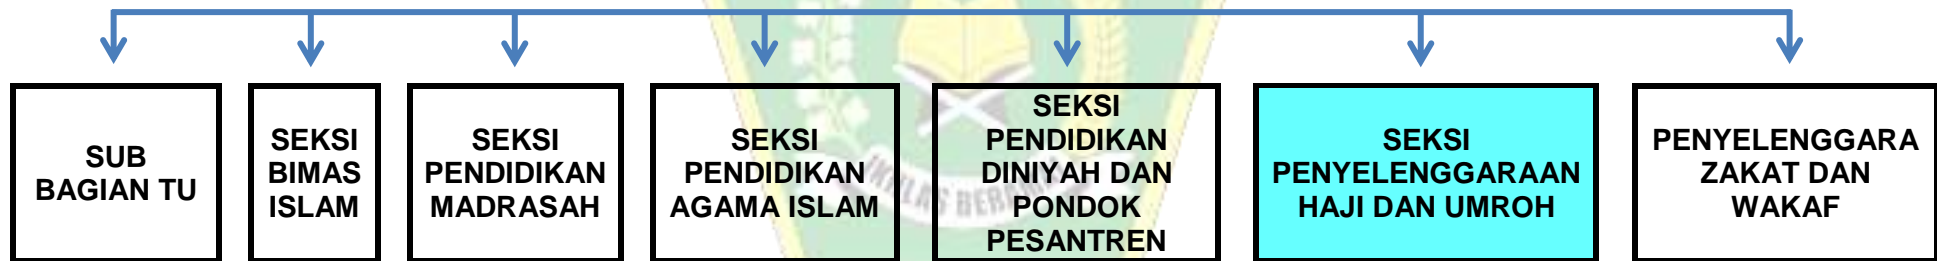 SUB
BAGIAN TU
SEKSI
BIMAS
ISLAM
SEKSI
PENDIDIKAN
MADRASAH
SEKSI
PENDIDIKAN
AGAMA ISLAM
SEKSI
PENDIDIKAN
DINIYAH DAN
PONDOK
PESANTREN
SEKSI
PENYELENGGARAAN
HAJI DAN UMROH
PENYELENGGARA
ZAKAT DAN
WAKAF